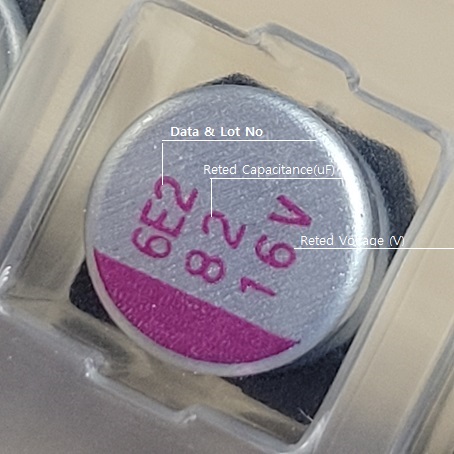 Data & Lot No
Reted Capacitance(uF)
Reted Voltage (V)
6E2
82
16V